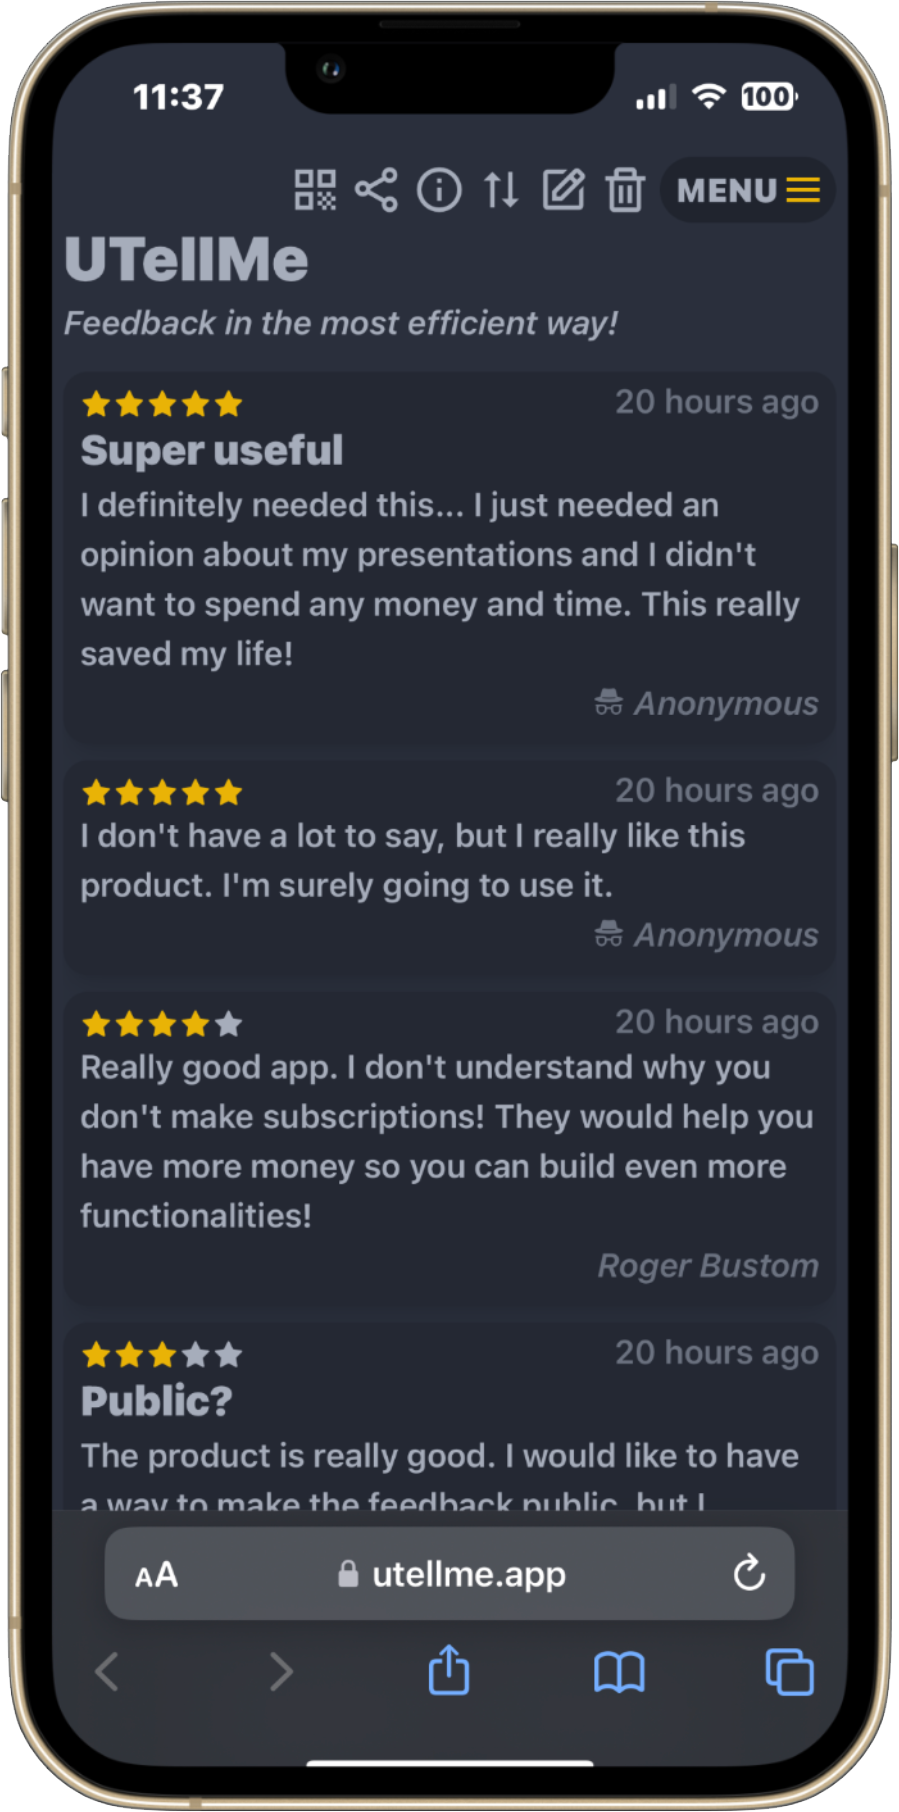 11:37
100
MENU
UTellMe
Feedback in the most efficient way!
20 hours ago
Super useful
I definitely needed this... I just needed an
opinion about my presentations and I didn't
want to spend any money and time. This really
saved my life!
Anonymous
20 hours ago
I don't have a lot to say, but I really like this
product. I'm surely going to use it.
Anonymous
20 hours ago
Really good app. I don't understand why you
don't make subscriptions! They would help you
have more money so you can build even more
functionalities!
Roger Bustom
20 hours ago
Public?
The product is really good. I would like to have
a way to make the feedback public, but I
AA utellme.app